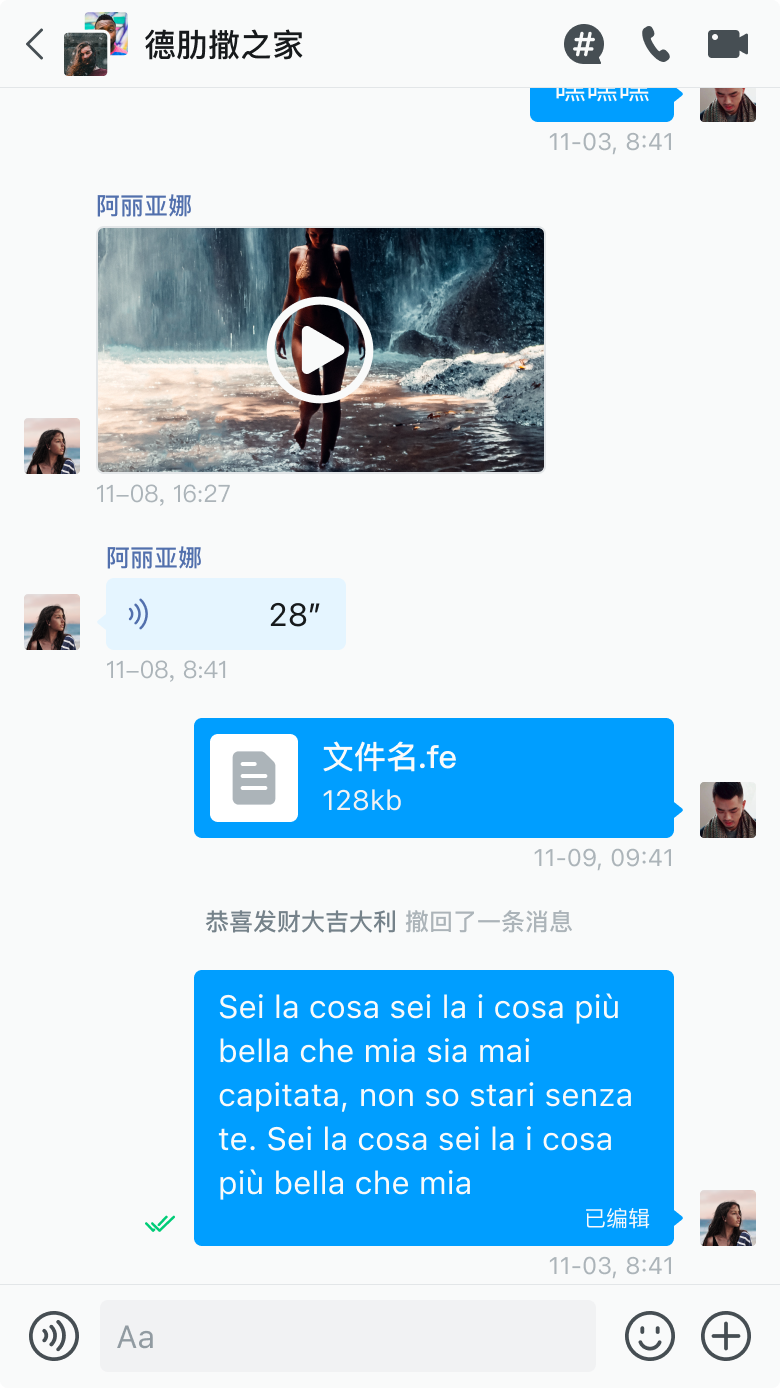 德肋撒之家
嘿嘿嘿
11-03, 8:41
阿丽亚娜
11–08, 16:27
阿丽亚娜
28”
11–08, 8:41
文件名.fe
128kb
11-09, 09:41
恭喜发财大吉大利 撤回了一条消息
Sei la cosa sei la i cosa più
bella che mia sia mai
capitata, non so stari senza
te. Sei la cosa sei la i cosa
più bella che mia
已编辑
11-03, 8:41
Aa